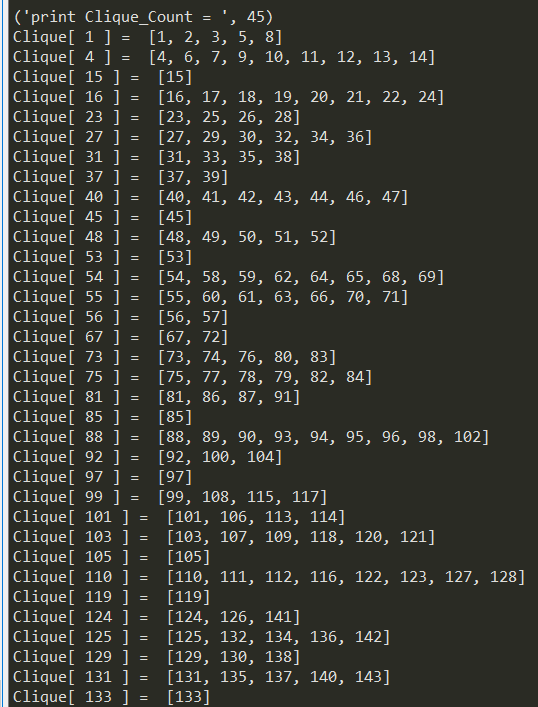 ('print Clique_Count = ', 45)
Clique[ 1 ] =  [1, 2, 3, 5, 8]
Clique[ 4 ] =  [4, 6, 7, 9, 10, 11, 12, 13, 14]
Clique[ 15 ] =  [15]
Clique[ 16 ] =  [16, 17, 18, 19, 20, 21, 22, 24]
Clique[ 23 ] =  [23, 25, 26, 28]
Clique[ 27 ] =  [27, 29, 30, 32, 34, 36]
Clique[ 31 ] =  [31, 33, 35, 38]
Clique[ 37 ] =  [37, 39]
Clique[ 40 ] =  [40, 41, 42, 43, 44, 46, 47]
Clique[ 45 ] =  [45]
Clique[ 48 ] =  [48, 49, 50, 51, 52]
Clique[ 53 ] =  [53]
Clique[ 54 ] =  [54, 58, 59, 62, 64, 65, 68, 69]
Clique[ 55 ] =  [55, 60, 61, 63, 66, 70, 71]
Clique[ 56 ] =  [56, 57]
Clique[ 67 ] =  [67, 72]
Clique[ 73 ] =  [73, 74, 76, 80, 83]
Clique[ 75 ] =  [75, 77, 78, 79, 82, 84]
Clique[ 81 ] =  [81, 86, 87, 91]
Clique[ 85 ] =  [85]
Clique[ 88 ] =  [88, 89, 90, 93, 94, 95, 96, 98, 102]
Clique[ 92 ] =  [92, 100, 104]
Clique[ 97 ] =  [97]
Clique[ 99 ] =  [99, 108, 115, 117]
Clique[ 101 ] =  [101, 106, 113, 114]
Clique[ 103 ] =  [103, 107, 109, 118, 120, 121]
Clique[ 105 ] =  [105]
Clique[ 110 ] =  [110, 111, 112, 116, 122, 123, 127, 128]
Clique[ 119 ] =  [119]
Clique[ 124 ] =  [124, 126, 141]
Clique[ 125 ] =  [125, 132, 134, 136, 142]
Clique[ 129 ] =  [129, 130, 138]
Clique[ 131 ] =  [131, 135, 137, 140, 143]
Clique[ 133 ] =  [133]